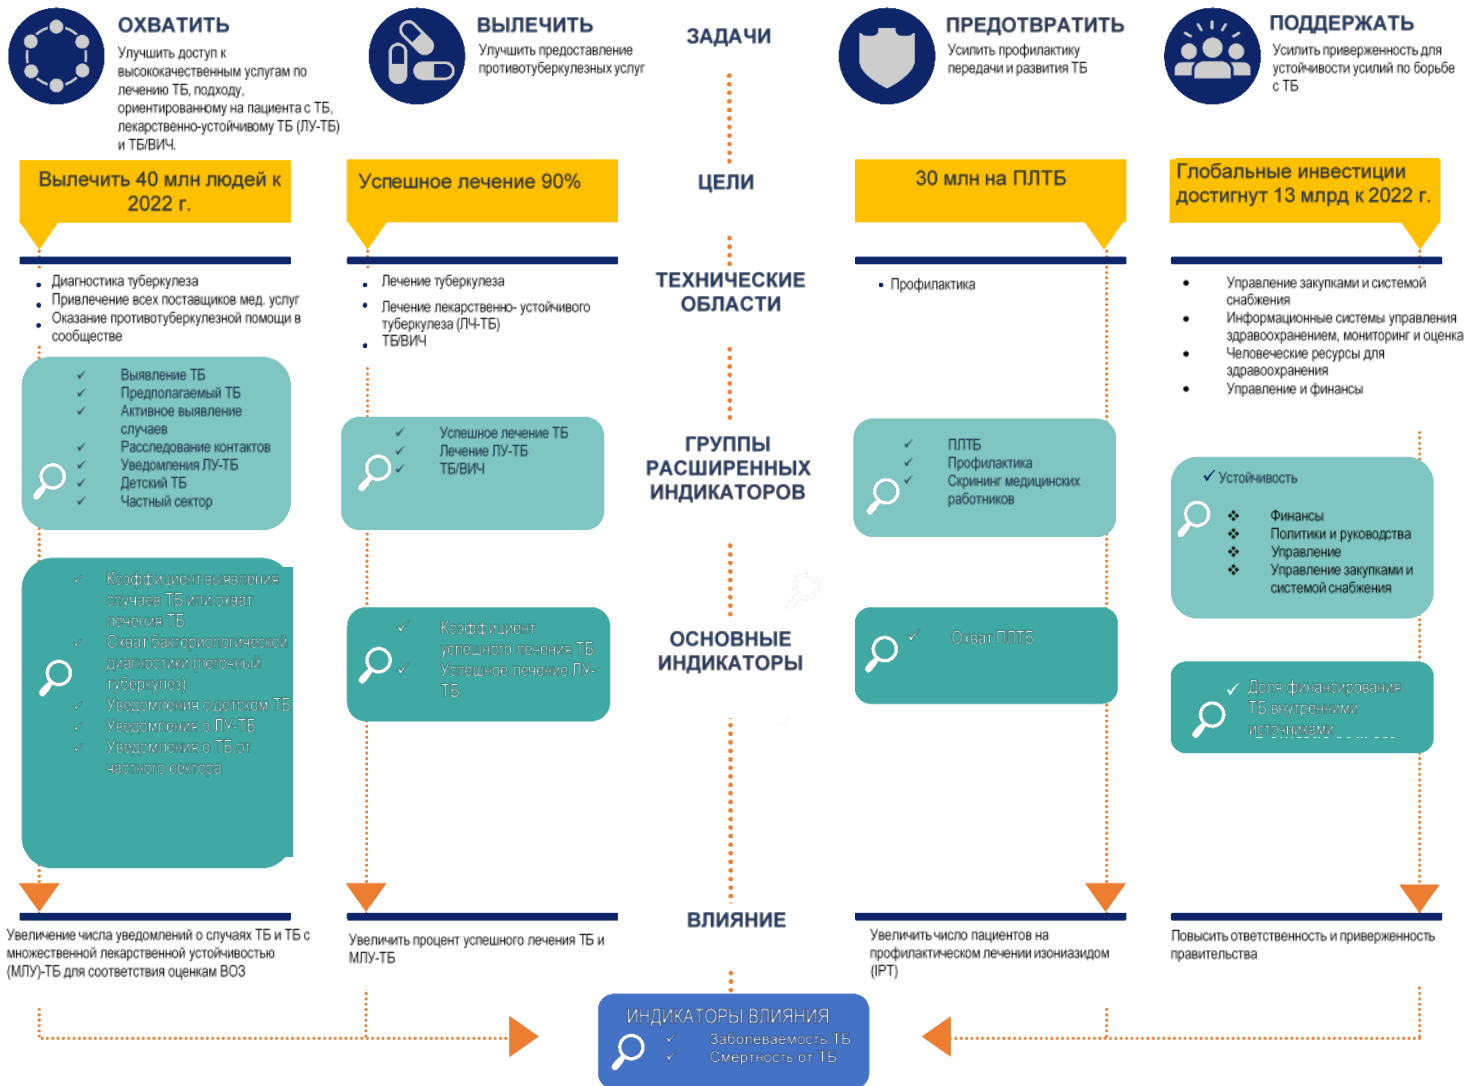 ОХВАТИТЬ
Улучшить доступ к
высококачественным услугам по
лечению ТБ, подходу,
ориентированному на пациента с ТБ,
лекарственно-устойчивому ТБ (ЛУ-ТБ)
и ТБ/ВИЧ.
ВЫЛЕЧИТЬ
Улучшить предоставление
противотуберкулезных услуг
ЗАДАЧИ
ПРЕДОТВРАТИТЬ
Усилить профилактику
передачи и развития ТБ
ПОДДЕРЖАТЬ
Усилить приверженность для
устойчивости усилий по борьбе
с ТБ
Вылечить 40 млн людей к
2022 г.
Успешное лечение 90%
ЦЕЛИ
30 млн на ПЛТБ
Глобальные инвестиции
достигнут 13 млрд к 2022 г.
• Диагностика туберкулеза
• Привлечение всех поставщиков мед. услуг
• Оказание противотуберкулезной помощи в
сообществе
• Лечение туберкулеза
• Лечение лекарственно- устойчивого
туберкулеза (ЛЧ-ТБ)
• ТБ/ВИЧ
ТЕХНИЧЕСКИЕ
ОБЛАСТИ
• Профилактика
• Управление закупками и системой
снабжения
• Информационные системы управления
здравоохранением, мониторинг и оценка
• Человеческие ресурсы для
здравоохранения
• Управление и финансы
✓ Выявление ТБ
✓ Предполагаемый ТБ
✓ Активное выявление
случаев
✓ Расследование контактов
✓ Уведомления ЛУ-ТБ
✓ Детский ТБ
✓ Частный сектор
✓ Успешное лечение ТБ
✓ Лечение ЛУ-ТБ
✓ ТБ/ВИЧ
ГРУППЫ
РАСШИРЕННЫХ
ИНДИКАТОРОВ
✓ ПЛТБ
✓ Профилактика
✓ Скрининг медицинских
работников
✓ Устойчивость
❖ Финансы
❖ Политики и руководства
❖ Управление
❖ Управление закупками и
системой снабжения
✓ Коэффициент выявления
случаев ТБ или охват
лечения ТБ
✓ Охват бактериологической
диагностики (легочный
туберкулез)
✓ Уведомления о детском ТБ
✓ Уведомления о ЛУ-ТБ
✓ Уведомления о ТБ от
частного сектора
✓ Коэффициент
успешного лечения ТБ
✓ Успешное лечение ЛУ-
ТБ
ОСНОВНЫЕ
ИНДИКАТОРЫ
✓ Охват ПЛТБ
✓ Доля финансирования
ТБ внутренними
источниками
ВЛИЯНИЕ
Увеличение числа уведомлений о случаях ТБ и ТБ с
множественной лекарственной устойчивостью
(МЛУ)-ТБ для соответствия оценкам ВОЗ
Увеличить процент успешного лечения ТБ и
МЛУ-ТБ
Увеличить число пациентов на
профилактическом лечении изониазидом
(IPT)
Повысить ответственность и приверженность
правительства
ИНДИКАТОРЫ ВЛИЯНИЯ
✓ Заболеваемость ТБ
✓ Смертность от ТБ